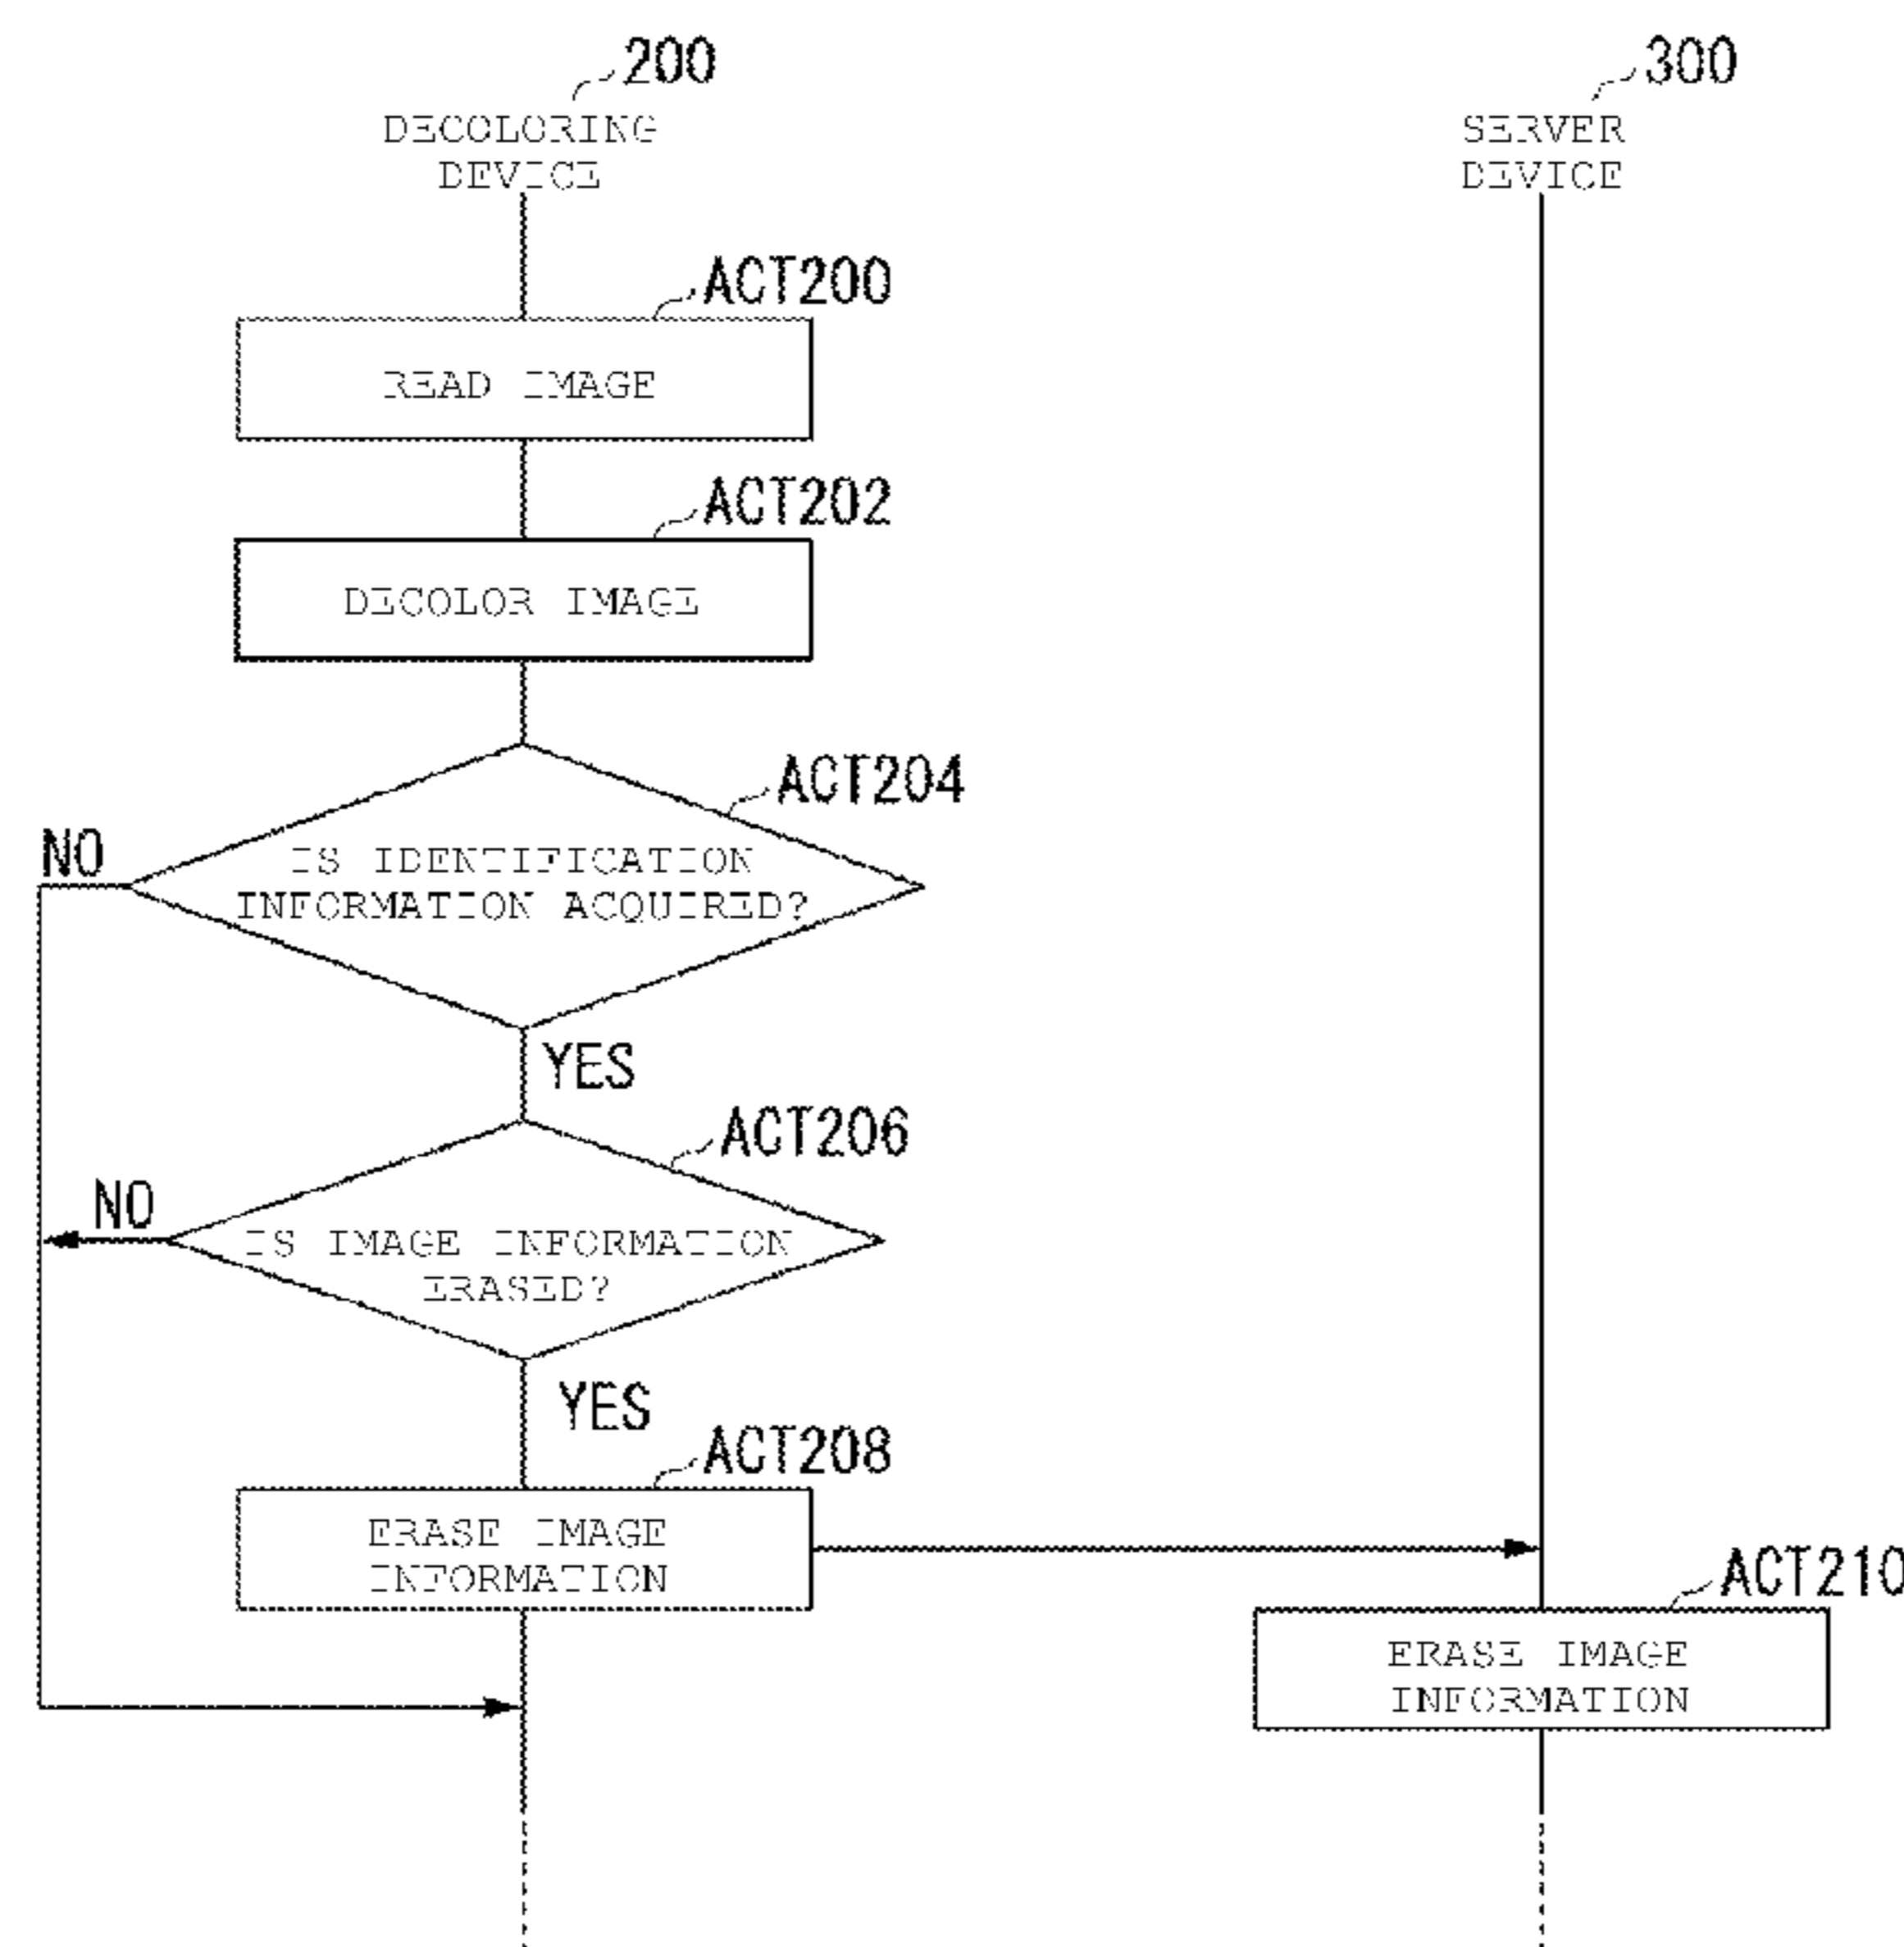 200
DECOLORING
DEVICE
300
SERVER
DEVICE
ACT200
READ IMAGE
ACT202
DECOLOR IMAGE
ACT204
NO
IS IDENTIFICATION
INFORMATION ACQUIRED?
YES
ACT206
NO
IS IMAGE INFORMATION
ERASED?
YES
ACT208
ERASE IMAGE
INFORMATION
ACT210
ERASE IMAGE
INFORMATION